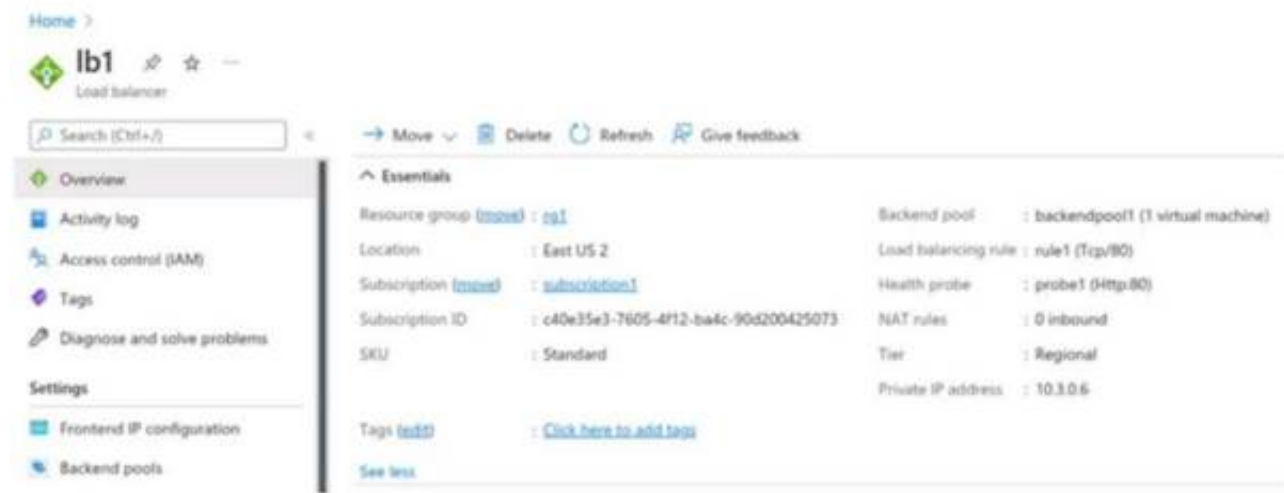 Home >
lb1
Load balancer
Search (Ctrl+/)
«
Move
Delete
Refresh
Give feedback
Overview
Activity log
Access control (IAM)
Tags
Diagnose and solve problems
Settings
Frontend IP configuration
Backend pools
Essentials
Resource group (move) : rg1
Location : East US 2
Subscription (move) : subscription1
Subscription ID : c40e35e3-7605-4f12-ba4c-90d200425073
SKU : Standard
Backend pool : backendpool1 (1 virtual machine)
Load balancing rule : rule1 (Tcp/80)
Health probe : probe1 (Http:80)
NAT rules : 0 inbound
Tier : Regional
Private IP address : 10.3.0.6
Tags (edit) : Click here to add tags
See less